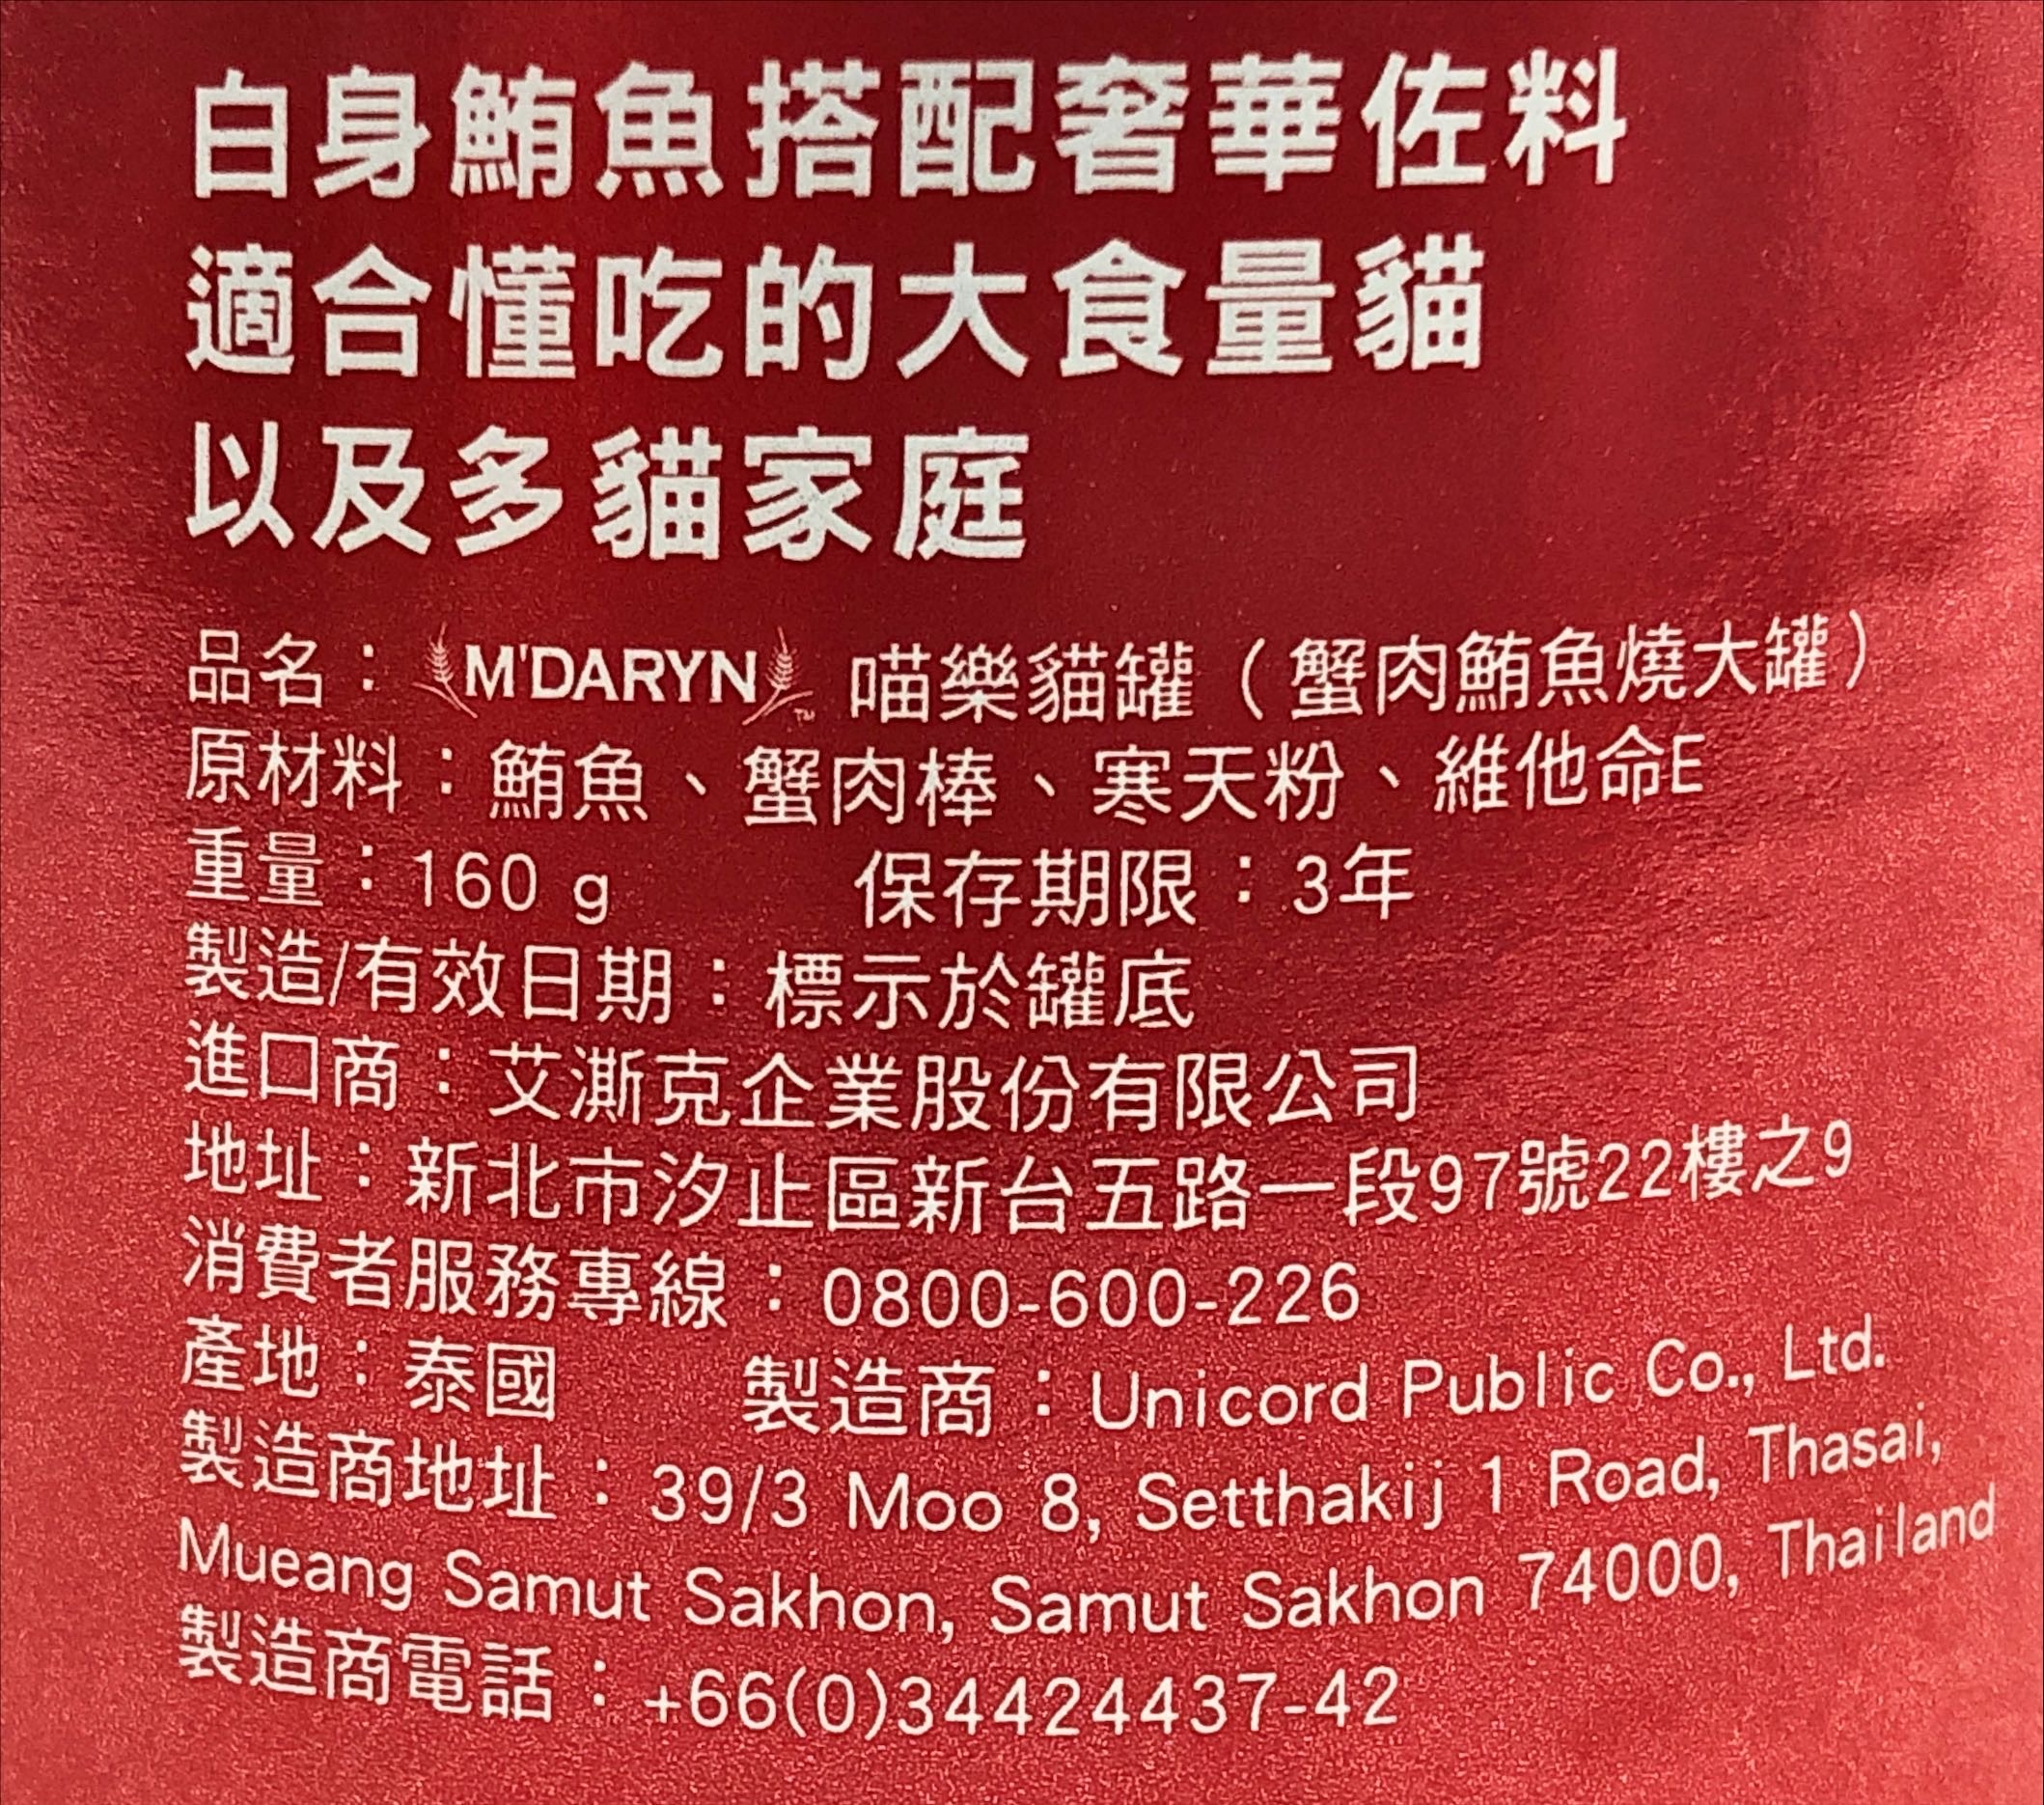 白身鮪魚搭配奢華佐料
適合懂吃的大食量貓
以及多貓家庭
品名：M'DARYN™ 喵樂貓罐（蟹肉鮪魚燒大罐）
原材料：鮪魚、蟹肉棒、寒天粉、維他命E
重量：160 g 保存期限：3年
製造/有效日期：標示於罐底
進口商：艾澌克企業股份有限公司
地址：新北市汐止區新台五路一段97號22樓之9
消費者服務專線：0800-600-226
產地：泰國 製造商：Unicord Public Co., Ltd.
製造商地址：39/3 Moo 8, Setthakij 1 Road, Thasai,
Mueang Samut Sakhon, Samut Sakhon 74000, Thailand
製造商電話：+66(0)34424437-42